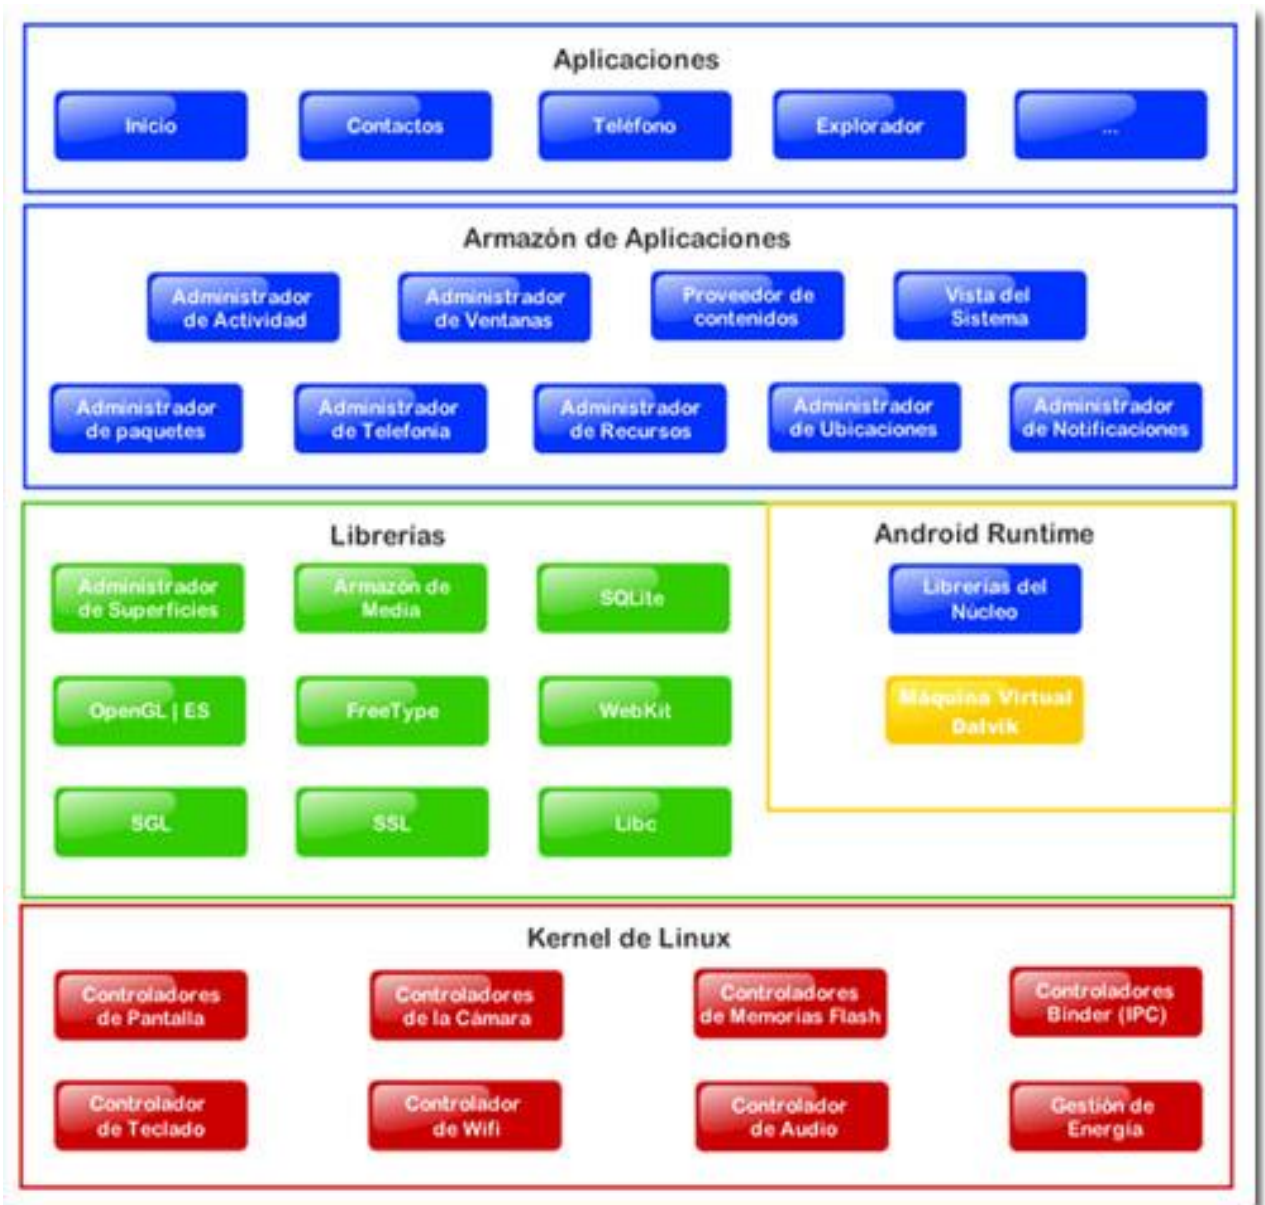 Aplicaciones
Inicio
Contactos
Teléfono
Explorador
...
Armazón de Aplicaciones
Administrador
de Actividad
Administrador
de Ventanas
Proveedor de
contenidos
Vista del
Sistema
Administrador
de paquetes
Administrador
de Telefonía
Administrador
de Recursos
Administrador
de Ubicaciones
Administrador
de Notificaciones
Librerías
Administrador
de Superficies
Armazón de
Media
SQLite
OpenGL | ES
FreeType
WebKit
SGL
SSL
Libc
Android Runtime
Librerías del
Núcleo
Máquina Virtual
Dalvik
Kernel de Linux
Controladores
de Pantalla
Controladores
de la Cámara
Controladores
de Memorias Flash
Controladores
Binder (IPC)
Controlador
de Teclado
Controlador
de Wifi
Controlador
de Audio
Gestión de
Energía